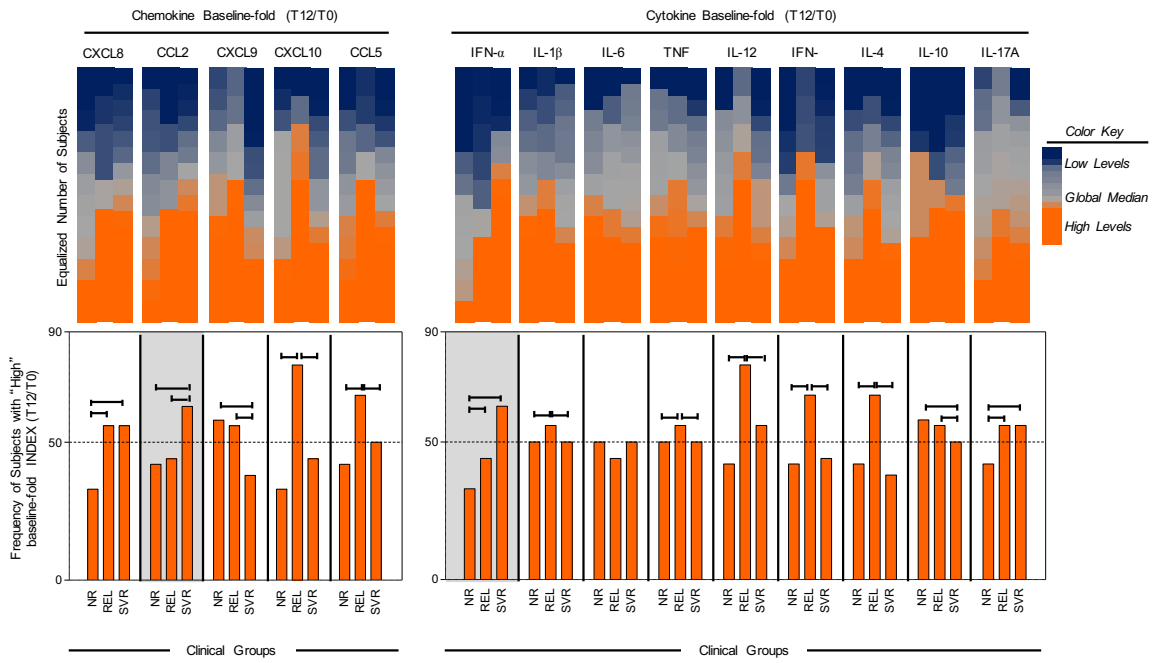 Chemokine Baseline-fold (T12/T0)
Cytokine Baseline-fold (T12/T0)
CXCL8 CCL2 CXCL9 CXCL10 CCL5
IFN-α IL-1β IL-6 TNF IL-12 IFN- IL-4 IL-10 IL-17A
Equalized Number of Subjects
Color Key
Low Levels
Global Median
High Levels
Frequency of Subjects with "High"
baseline-fold INDEX (T12/T0)
90
50
0
90
50
0
NR REL SVR NR REL SVR NR REL SVR NR REL SVR NR REL SVR
NR REL SVR NR REL SVR NR REL SVR NR REL SVR NR REL SVR NR REL SVR NR REL SVR NR REL SVR NR REL SVR
Clinical Groups
Clinical Groups